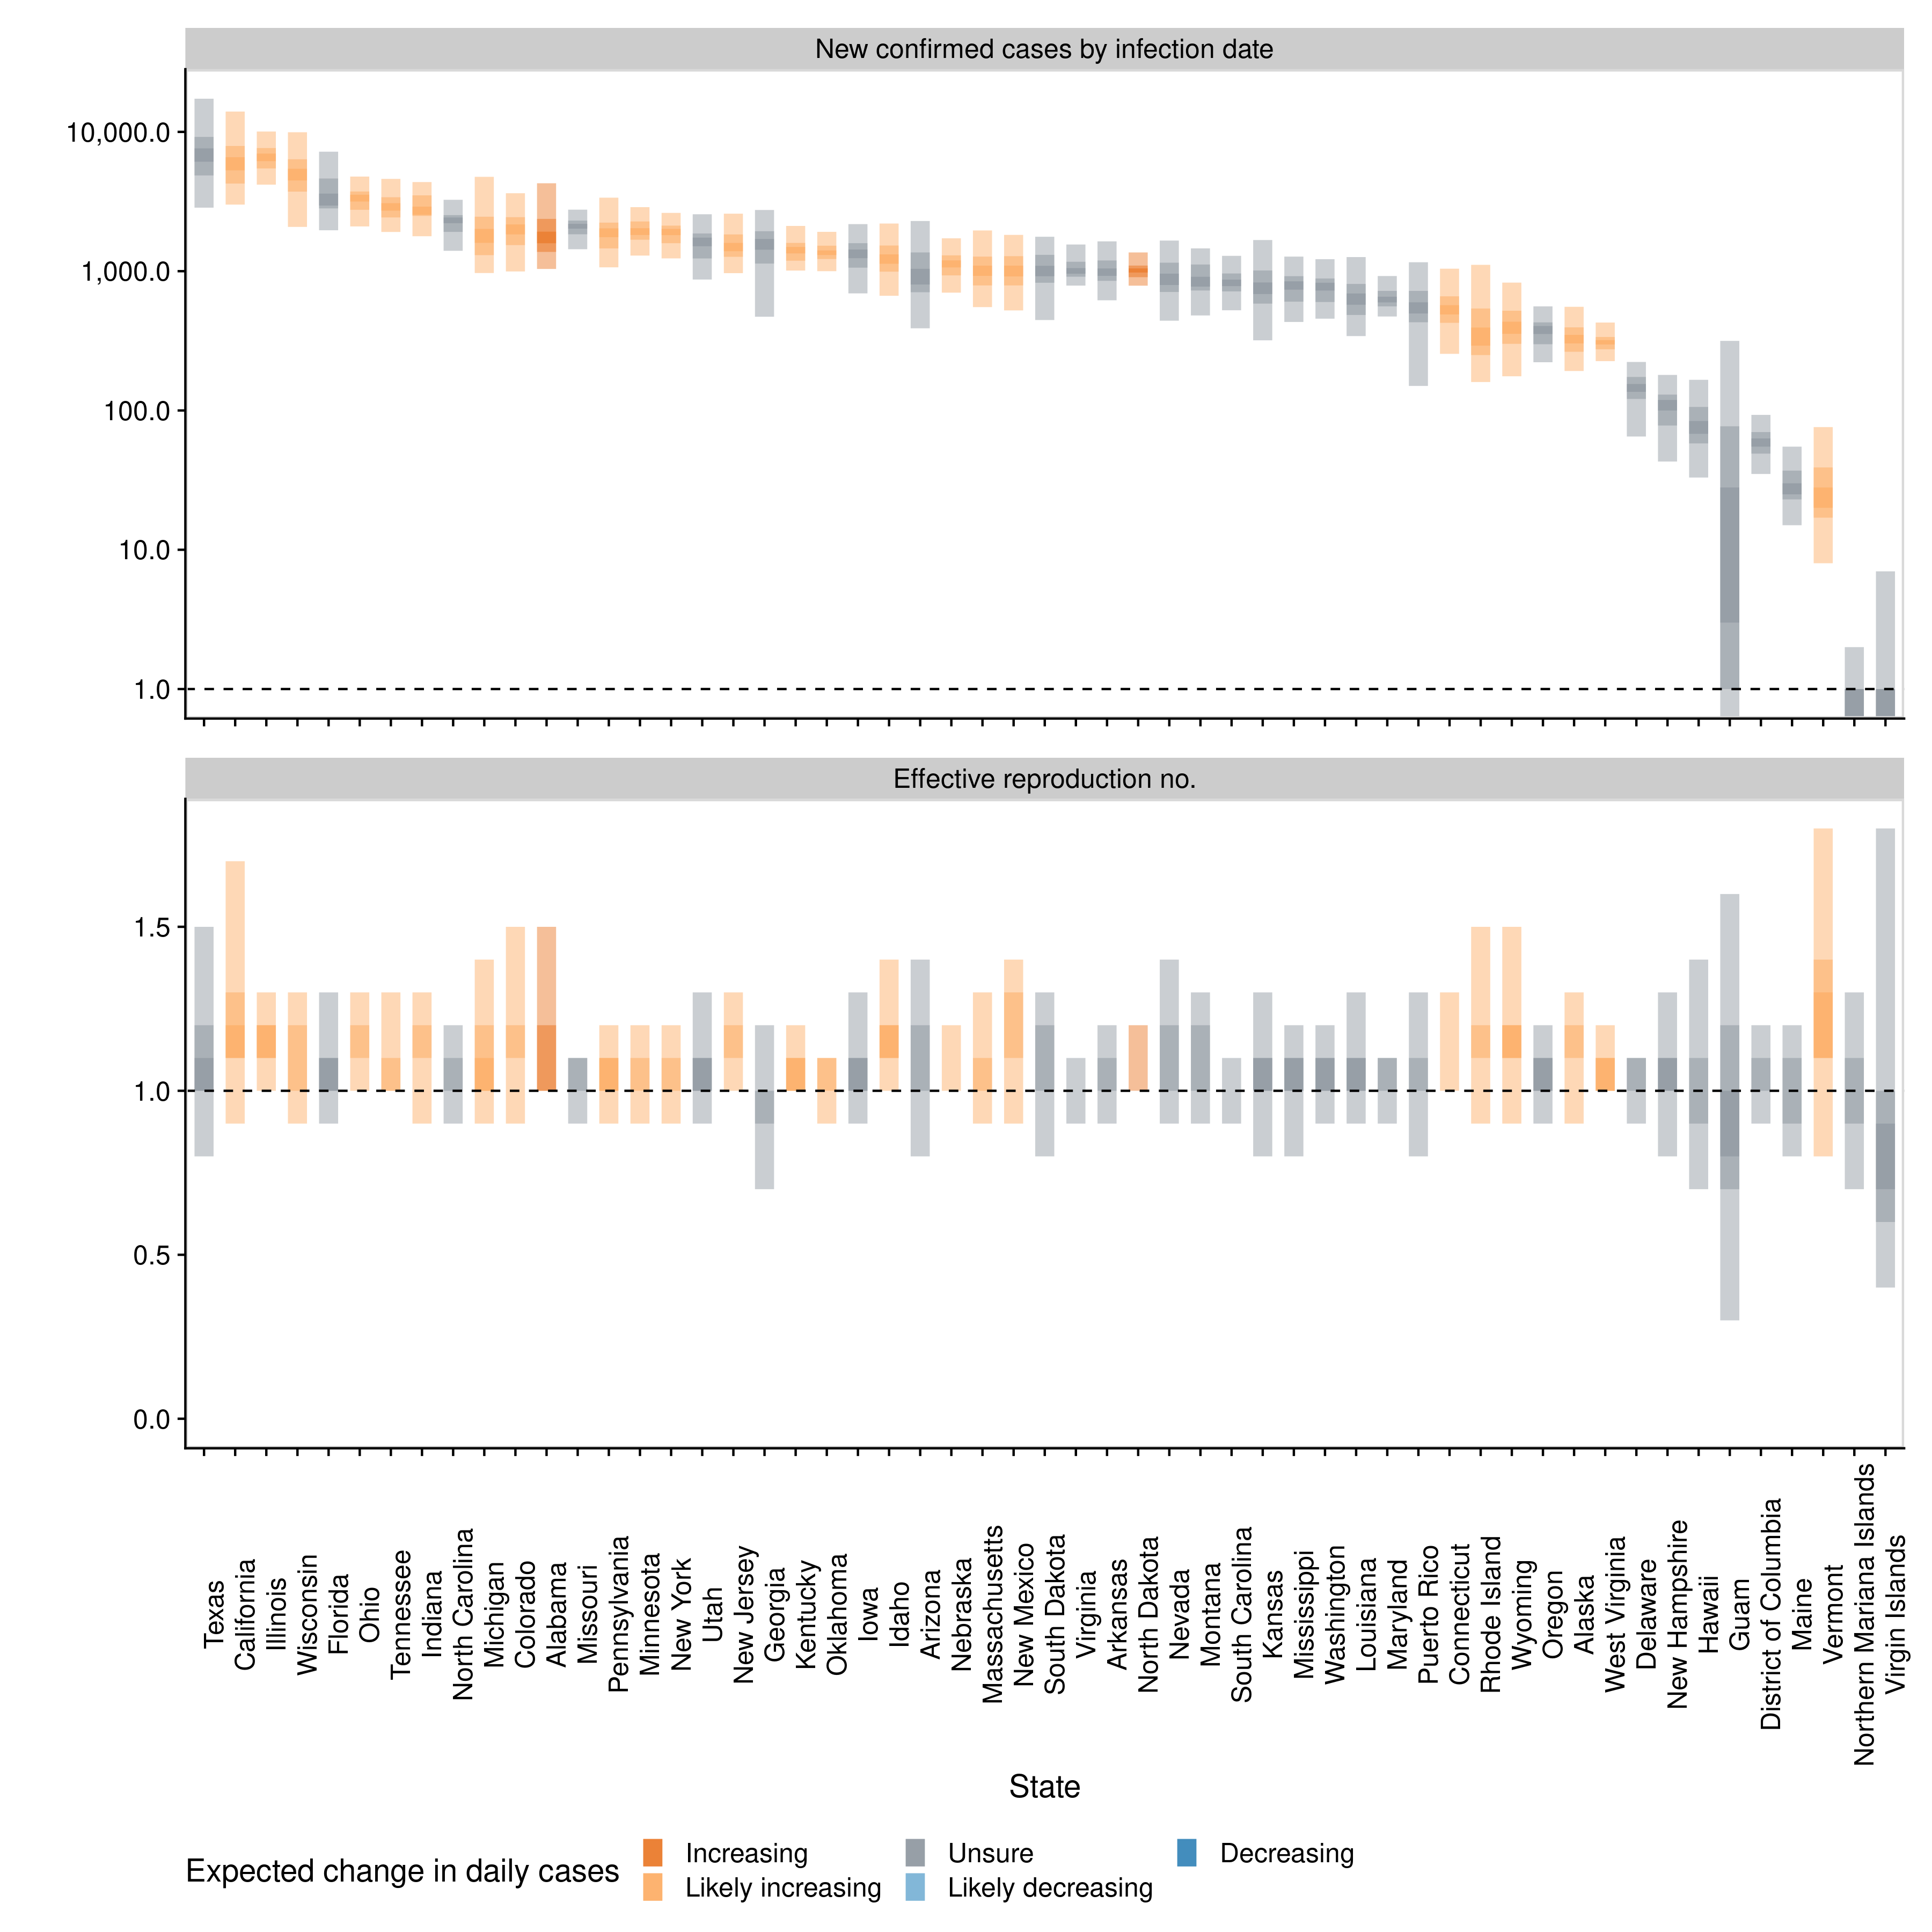 New confirmed cases by infection date
10,000.0
1,000.0
100.0
10.0
1.0
Effective reproduction no.
1.5
1.0
0.5
0.0
Texas
California
Illinois
Wisconsin
Florida
Ohio
Tennessee
Indiana
North Carolina
Michigan
Colorado
Alabama
Missouri
Pennsylvania
Minnesota
New York
Utah
New Jersey
Georgia
Kentucky
Oklahoma
Iowa
Idaho
Arizona
Nebraska
Massachusetts
New Mexico
South Dakota
Virginia
Arkansas
North Dakota
Nevada
Montana
South Carolina
Kansas
Mississippi
Washington
Louisiana
Maryland
Puerto Rico
Connecticut
Rhode Island
Wyoming
Oregon
Alaska
West Virginia
Delaware
New Hampshire
Hawaii
Guam
District of Columbia
Maine
Vermont
Northern Mariana Islands
Virgin Islands
State
Expected change in daily cases
Increasing
Unsure
Decreasing
Likely increasing
Likely decreasing